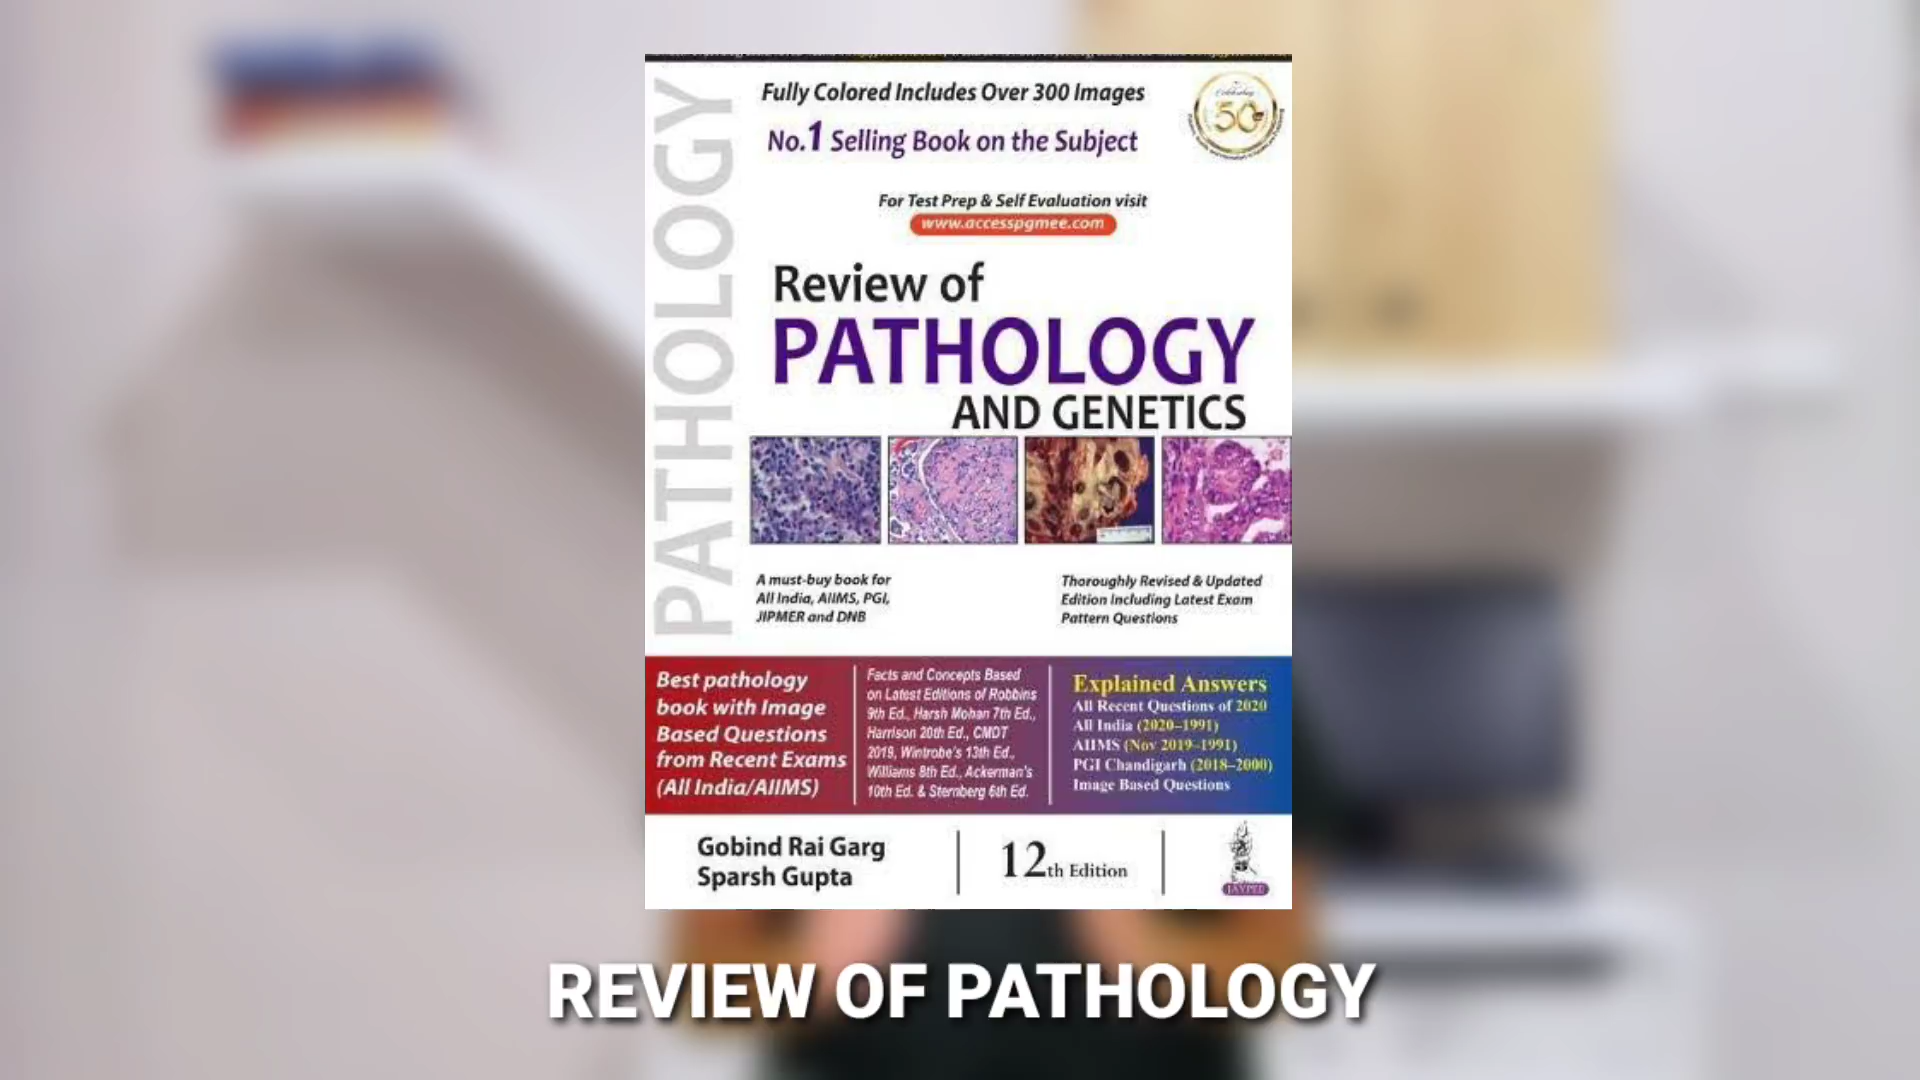 Fully Colored Includes Over 300 Images
No.1 Selling Book on the Subject
50
For Test Prep & Self Evaluation visit
www.accesspgmee.com
PATHOLOGY
Review of
PATHOLOGY
AND GENETICS
A must-buy book for
All India, AIIMS, PGI,
JIPMER and DNB
Thoroughly Revised & Updated
Edition Including Latest Exam
Pattern Questions
Best pathology
book with Image
Based Questions
from Recent Exams
(All India/AIIMS)
Facts and Concepts Based
on Latest Editions of Robbins
9th Ed., Harsh Mohan 7th Ed.,
Harrison 20th Ed., CMDT
2019, Wintrobe's 13th Ed.,
Williams 8th Ed., Ackerman's
10th Ed. & Sternberg 6th Ed.
Explained Answers
All Recent Questions of 2020
All India (2020–1991)
AIIMS (Nov 2019–1991)
PGI Chandigarh (2018–2000)
Image Based Questions
Gobind Rai Garg
Sparsh Gupta
12th Edition
JAYPEE
REVIEW OF PATHOLOGY